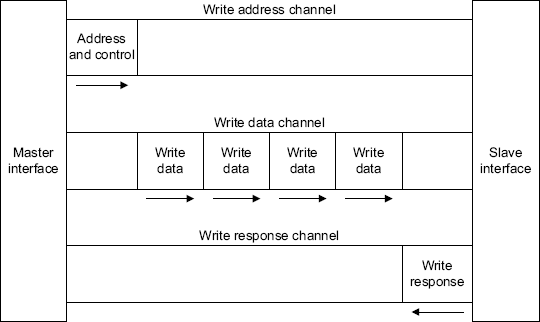 Write address channel
Address
and control
Write data channel
Master
interface
Write
data
Write
data
Write
data
Write
data
Slave
interface
Write response channel
Write
response